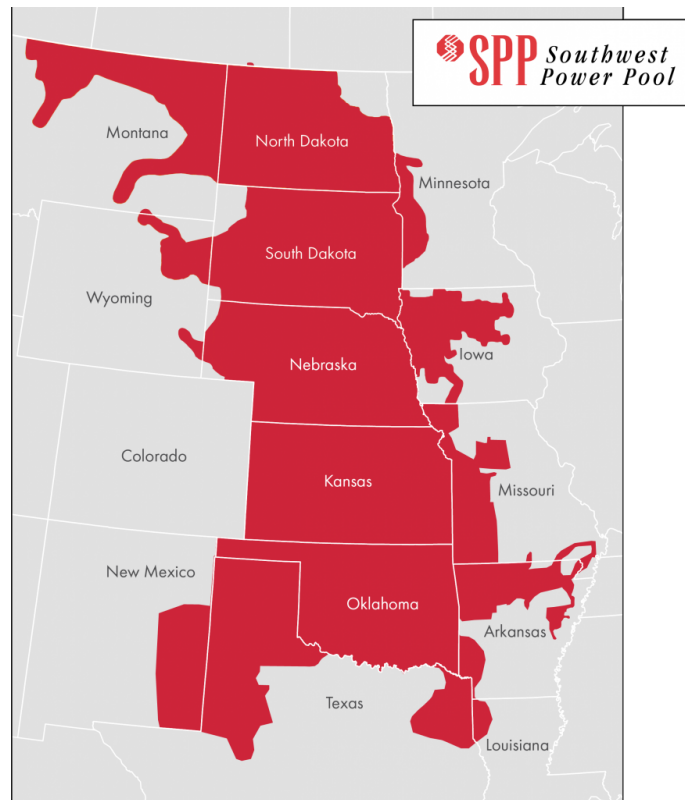 SPP Southwest
Power Pool
Montana
North Dakota
Minnesota
South Dakota
Wyoming
Iowa
Nebraska
Colorado
Kansas
Missouri
New Mexico
Oklahoma
Arkansas
Texas
Louisiana